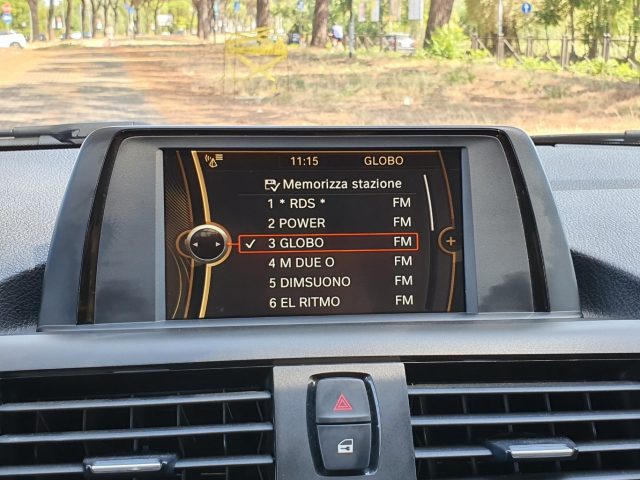 11:15 GLOBO
Memorizza stazione
1 * RDS * FM
2 POWER FM
3 GLOBO FM
4 M DUE O FM
5 DIMSUONO FM
6 EL RITMO FM